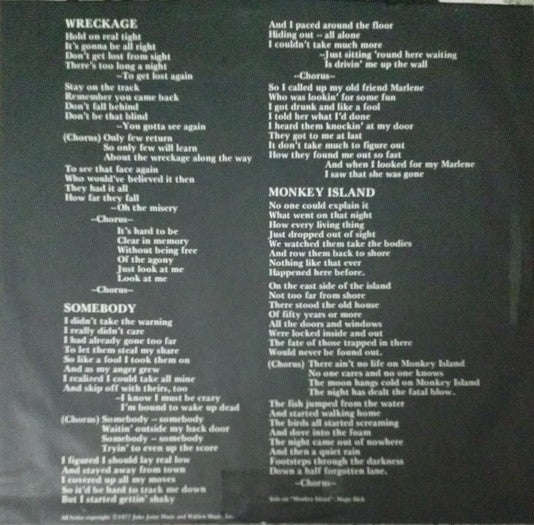 WRECKAGE
Hold on real tight
It's gonna be all right
Don't get lost from sight
There's too long a night
--To get lost again
Stay on the track
Remember you came back
Don't fall behind
Don't be that blind
--You gotta see again
(Chorus) Only few return
So only few will learn
About the wreckage along the way
To see that face again
Who would've believed it then
They had it all
How far they fall
--Oh the misery
--Chorus--
It's hard to be
Clear in memory
Without being free
Of the agony
Just look at me
Look at me
--Chorus--
SOMEBODY
I didn't take the warning
I really didn't care
I had already gone too far
To let them steal my share
So like a fool I took them on
And as my anger grew
I realized I could take all mine
And skip off with theirs, too
--I know I must be crazy
I'm bound to wake up dead
(Chorus) Somebody -- somebody
Waitin' outside my back door
Somebody -- somebody
Tryin' to even up the score
I figured I should lay real low
And stayed away from town
I covered up all my moves
So it'd be hard to track me down
But I started gettin' shaky
All lyrics copyright © 1977 Juke Joint Music and Walden Music, Inc.
And I paced around the floor
Hiding out -- all alone
I couldn't take much more
--Just sitting 'round here waiting
Is drivin' me up the wall
--Chorus--
So I called up my old friend Marlene
Who was lookin' for some fun
I got drunk and like a fool
I told her what I'd done
I heard them knockin' at my door
They got to me at last
It don't take much to figure out
How they found me out so fast
And when I looked for my Marlene
I saw that she was gone
MONKEY ISLAND
No one could explain it
What went on that night
How every living thing
Just dropped out of sight
We watched them take the bodies
And row them back to shore
Nothing like that ever
Happened here before.
On the east side of the island
Not too far from shore
There stood the old house
Of fifty years or more
All the doors and windows
Were locked inside and out
The fate of those trapped in there
Would never be found out.
(Chorus) There ain't no life on Monkey Island
No one cares and no one knows
The moon hangs cold on Monkey Island
The night has dealt the fatal blow.
The fish jumped from the water
And started walking home
The birds all started screaming
And dove into the foam
The night came out of nowhere
And then a quiet rain
Footsteps through the darkness
Down a half forgotten lane.
--Chorus--
Solo on "Monkey Island" - Magic Dick